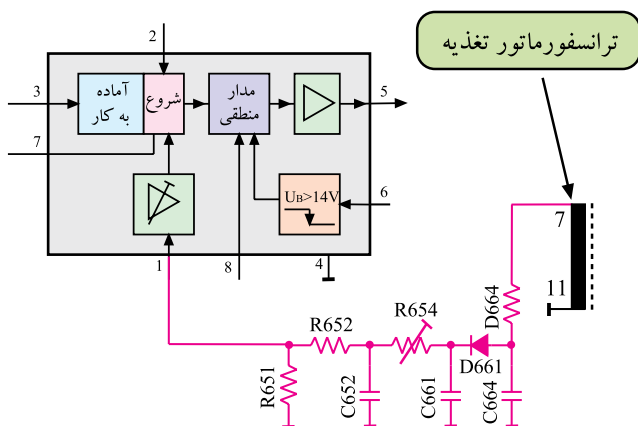 ترانسفورماتور تغذیه
2
3
آماده
به کار
شروع
مدار
منطقی
5
7
UB>14V
6
1
8
4
7
11
D664
R654
R652
D661
R651
C652
C661
C664